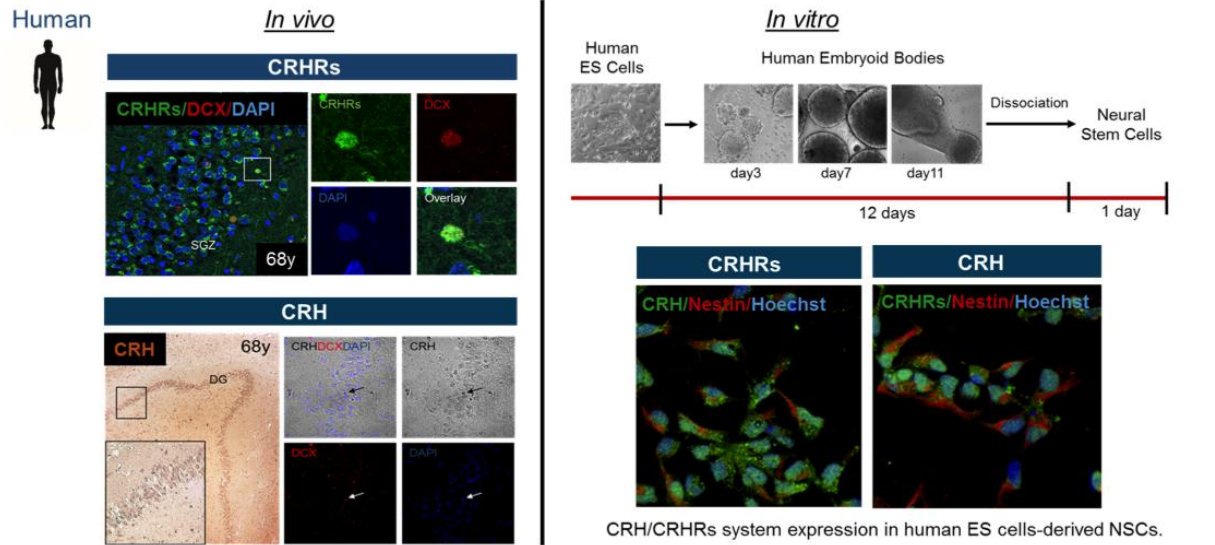 Human
In vivo
CRHRs
CRHRs/DCX/DAPI
SGZ
68y
CRHRs
DCX
DAPI
Overlay
CRH
CRH
68y
DG
CRHDCXDAPI
CRH
DCX
DAPI
In vitro
Human
ES Cells
Human Embryoid Bodies
day3
day7
day11
Dissociation
Neural
Stem Cells
12 days
1 day
CRHRs
CRH/Nestin/Hoechst
CRH
CRHRs/Nestin/Hoechst
CRH/CRHRs system expression in human ES cells-derived NSCs.